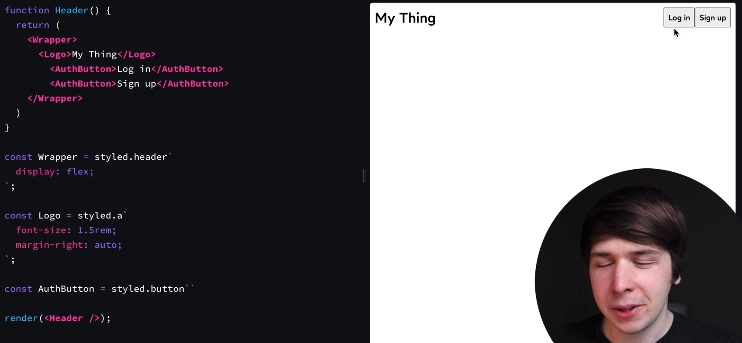 function Header() {
return (
<Wrapper>
<Logo>My Thing</Logo>
<AuthButton>Log in</AuthButton>
<AuthButton>Sign up</AuthButton>
</Wrapper>
)
}
const Wrapper = styled.header`
display: flex;
`;
const Logo = styled.a`
font-size: 1.5rem;
margin-right: auto;
`;
const AuthButton = styled.button``
render(<Header />);
My Thing
Log in
Sign up